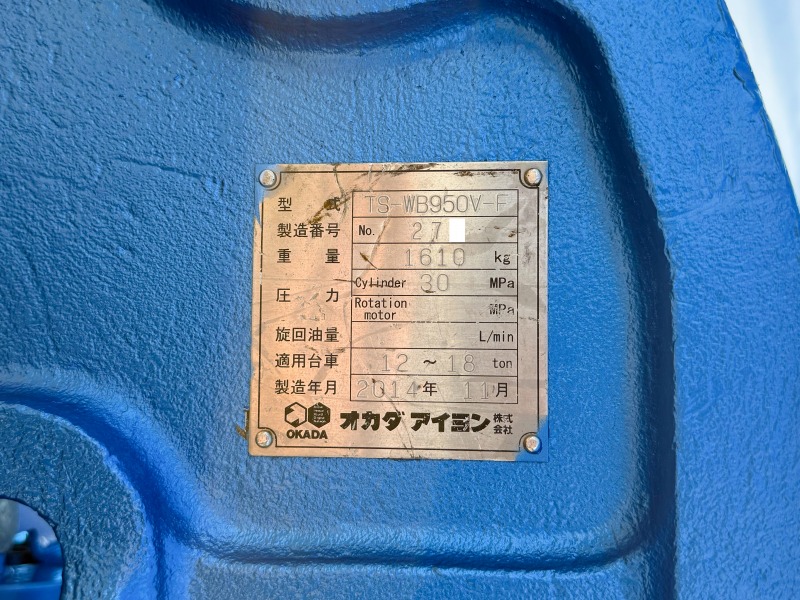 型式 TS-WB950V-F
製造番号 No. 27
重量 1610 kg
圧力 Cylinder 30 MPa
Rotation motor MPa
旋回油量 L/min
適用台車 12~18 ton
製造年月 2014年 11月
OKADA オカダアイヨン 株式会社